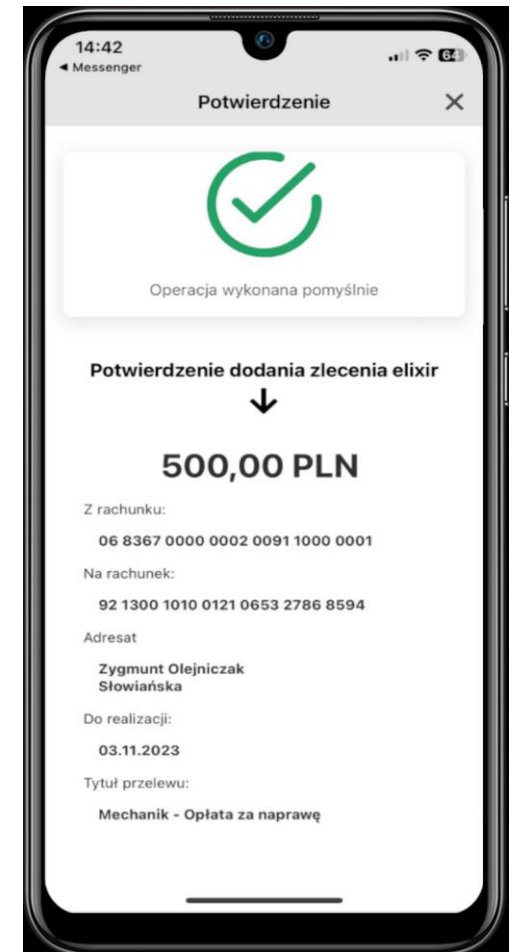 14:42
◀ Messenger
64
Potwierdzenie
Operacja wykonana pomyślnie
Potwierdzenie dodania zlecenia elixir
500,00 PLN
Z rachunku:
06 8367 0000 0002 0091 1000 0001
Na rachunek:
92 1300 1010 0121 0653 2786 8594
Adresat
Zygmunt Olejniczak
Słowiańska
Do realizacji:
03.11.2023
Tytuł przelewu:
Mechanik - Opłata za naprawę